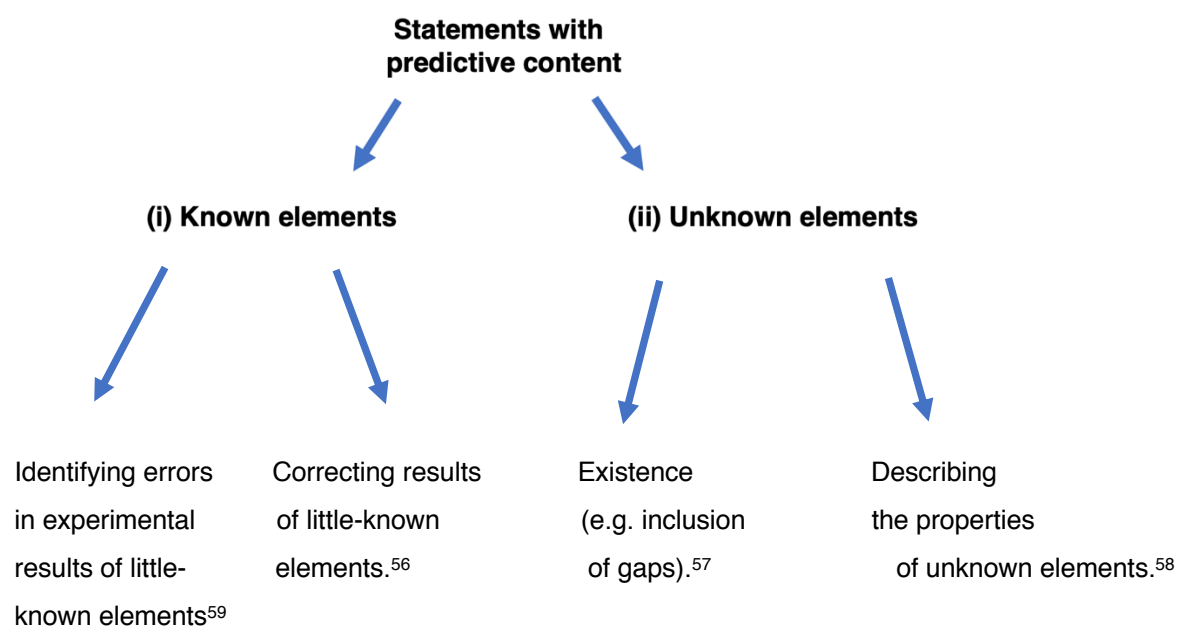 Statements with
predictive content
(i) Known elements
(ii) Unknown elements
Identifying errors
in experimental
results of little-
known elements59
Correcting results
of little-known
elements.56
Existence
(e.g. inclusion
of gaps).57
Describing
the properties
of unknown elements.58